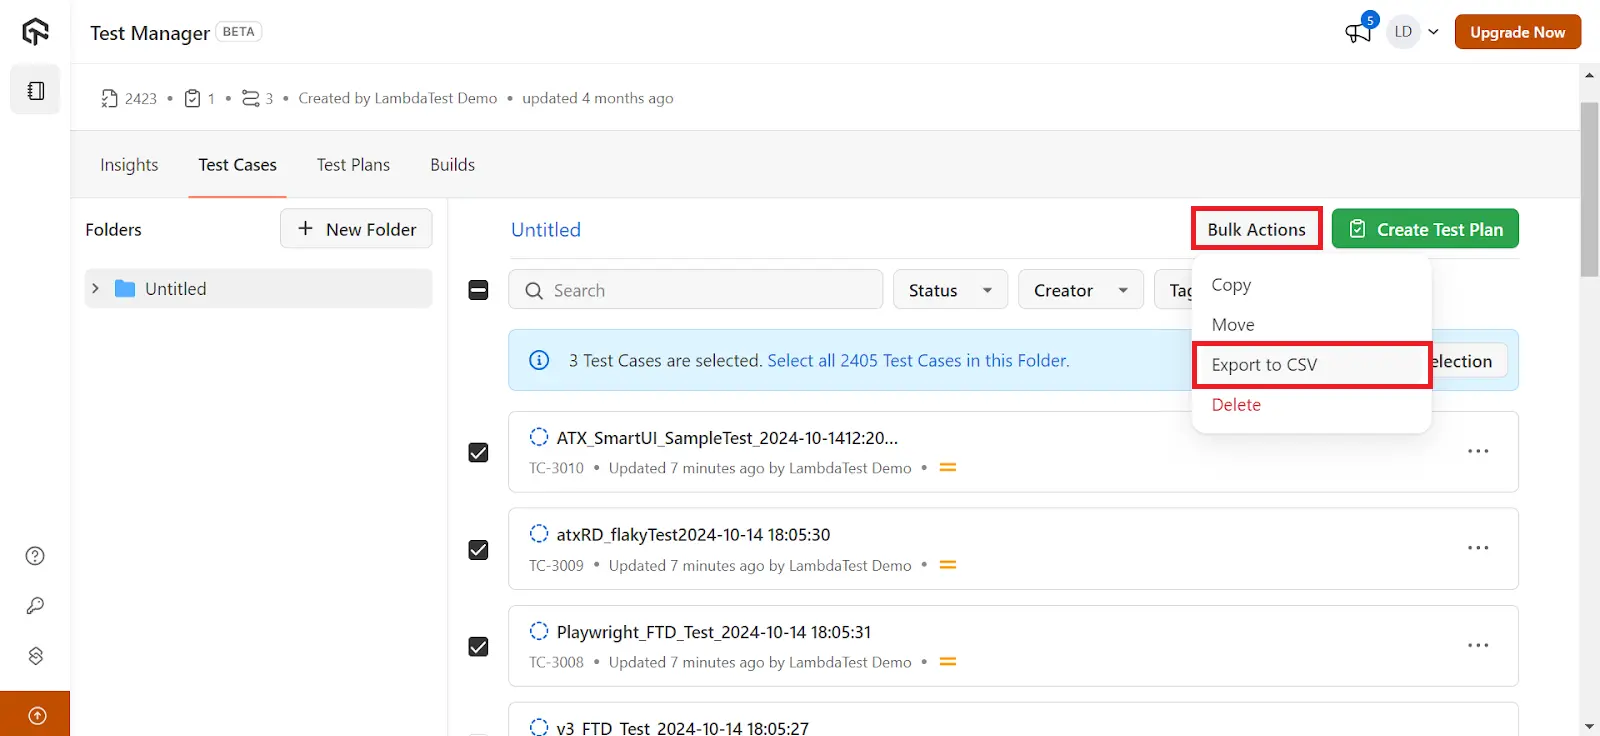 Test Manager BETA
5
LD
Upgrade Now
2423 • 1 • 3 • Created by LambdaTest Demo • updated 4 months ago
Insights Test Cases Test Plans Builds
Folders
+ New Folder
Untitled
Untitled
Bulk Actions
Create Test Plan
Search
Status
Creator
Tag
Copy
Move
Export to CSV
Delete
3 Test Cases are selected. Select all 2405 Test Cases in this Folder.
election
ATX_SmartUI_SampleTest_2024-10-1412:20...
TC-3010 • Updated 7 minutes ago by LambdaTest Demo •
atxRD_flakyTest2024-10-14 18:05:30
TC-3009 • Updated 7 minutes ago by LambdaTest Demo •
Playwright_FTD_Test_2024-10-14 18:05:31
TC-3008 • Updated 7 minutes ago by LambdaTest Demo •
v3_FTD_Test_2024-10-14 18:05:27